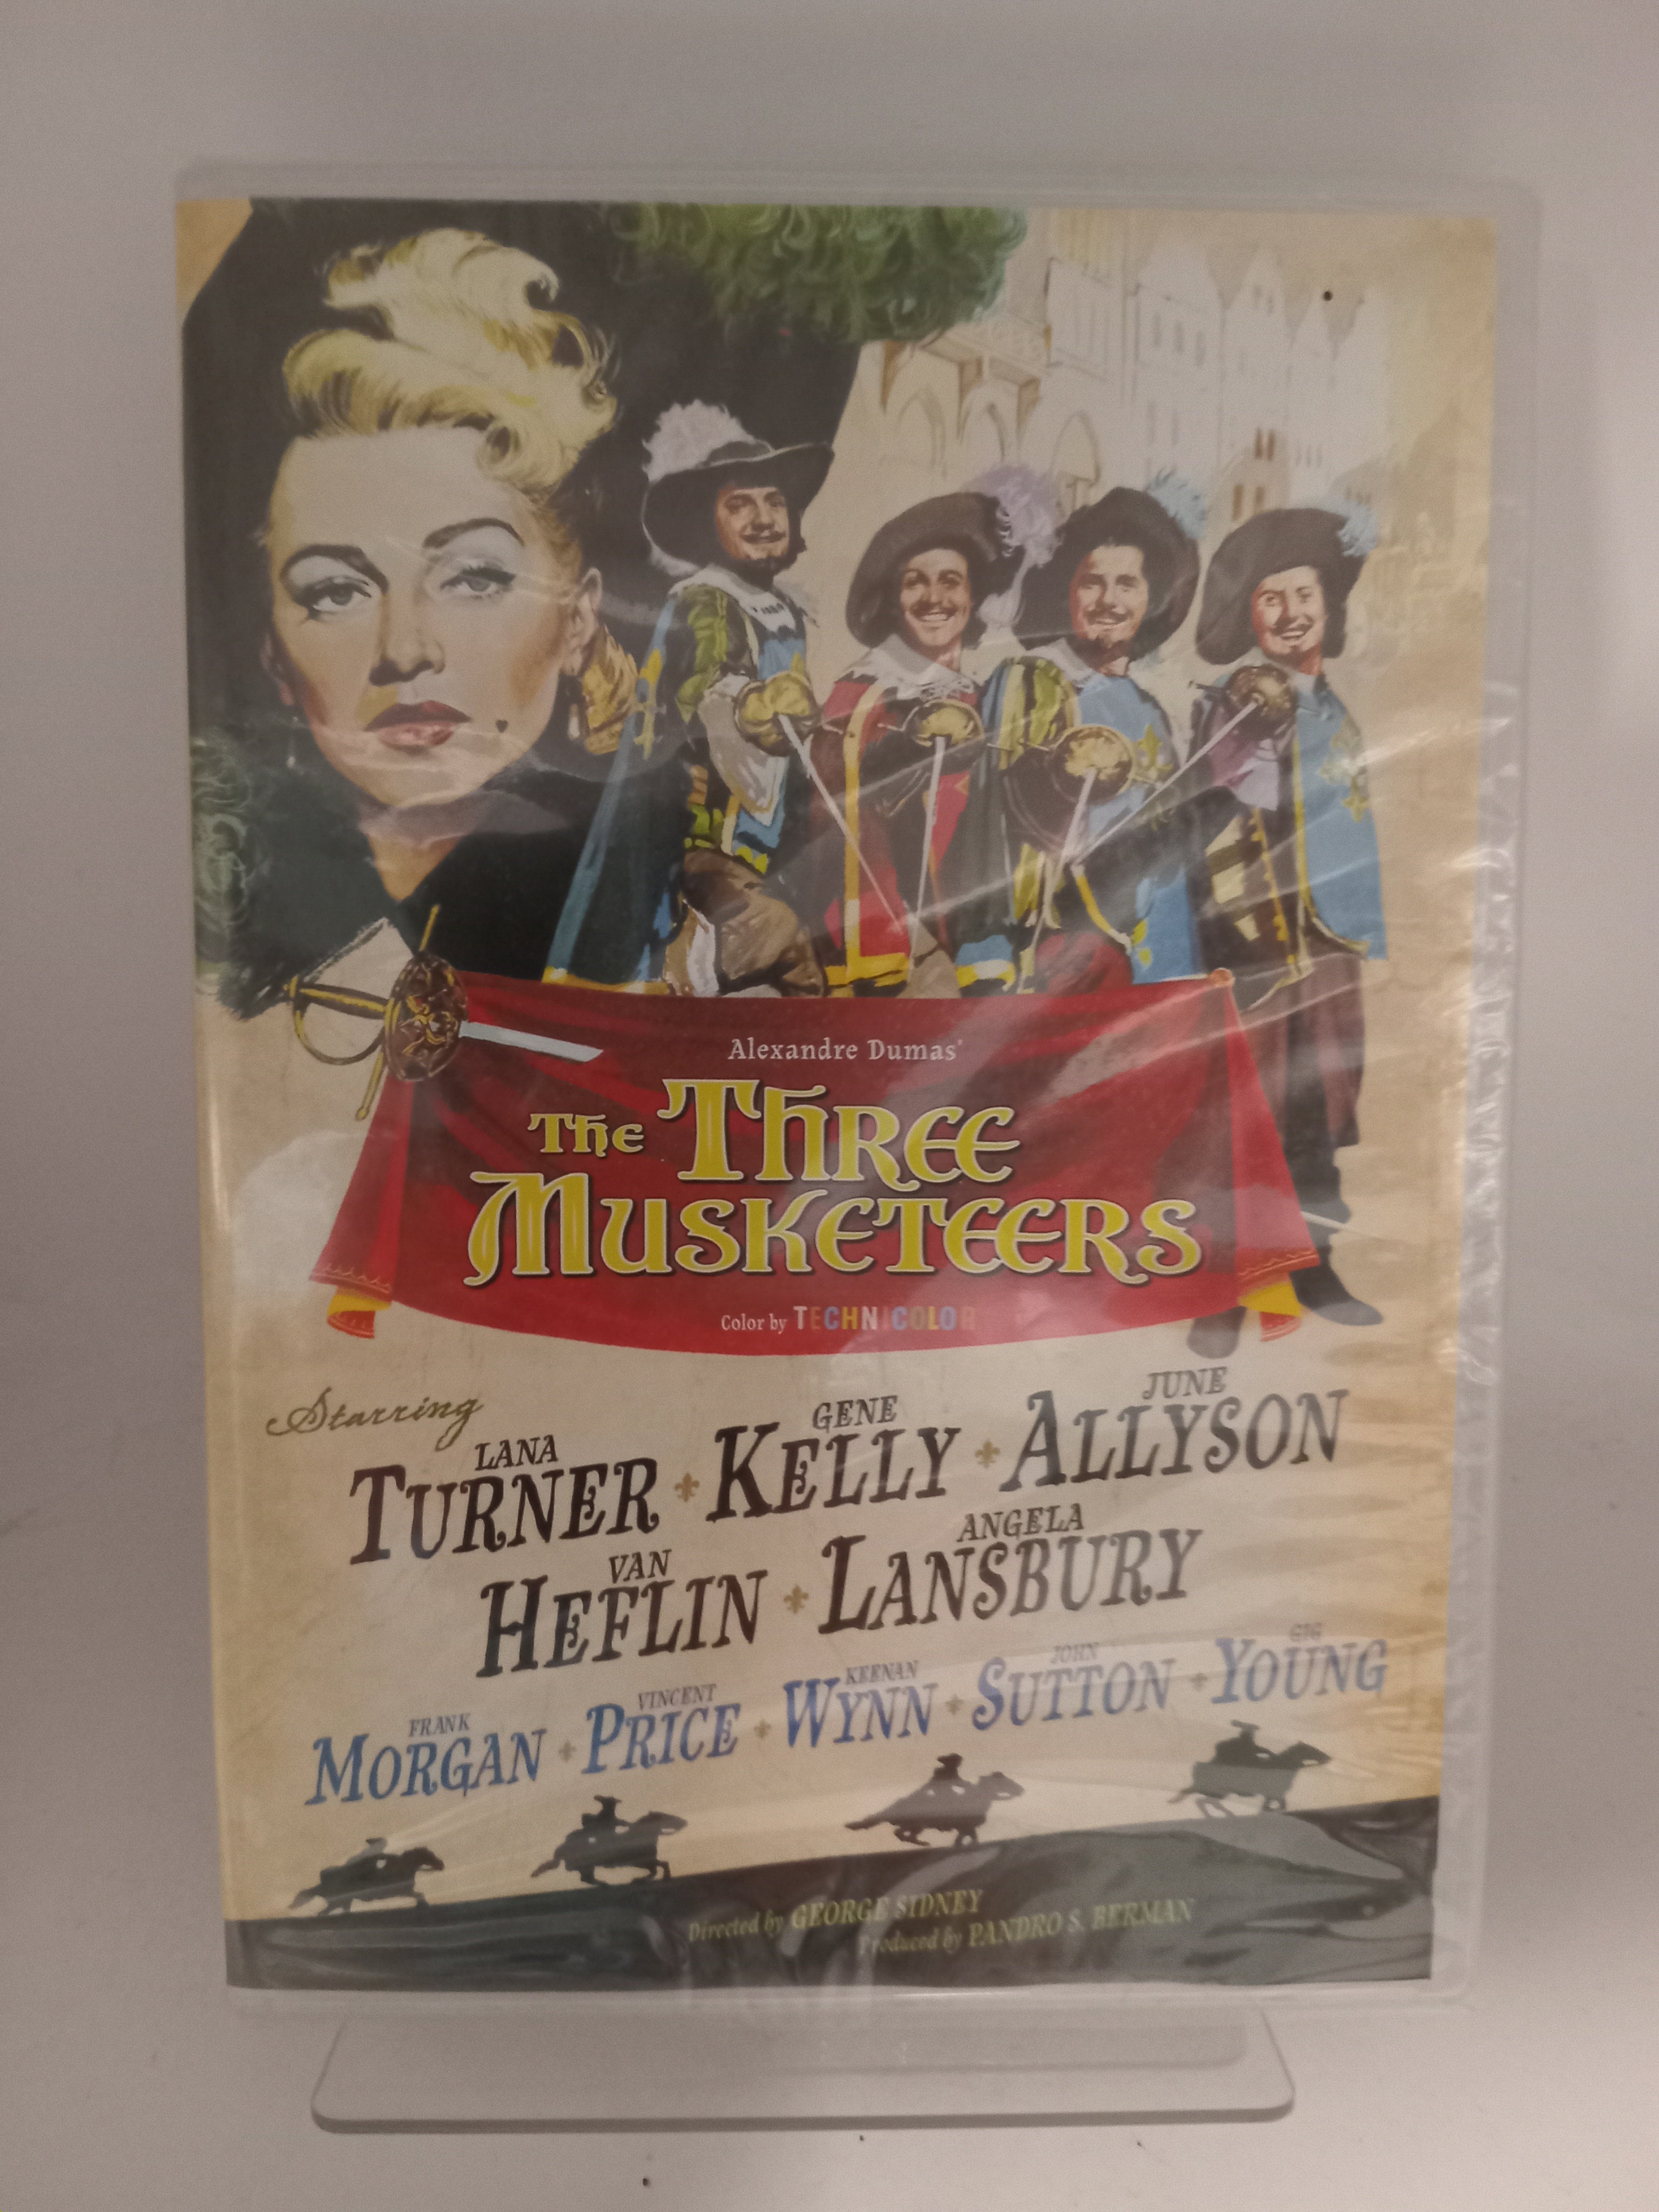 Alexandre Dumas'
The Three
Musketeers
Color by TECHNICOLOR
Starring
LANA TURNER GENE KELLY JUNE ALLYSON
VAN HEFLIN ANGELA LANSBURY
FRANK MORGAN VINCENT PRICE KEENAN WYNN JOHN SUTTON GIG YOUNG
Directed by GEORGE SIDNEY
Produced by PANDRO S. BERMAN